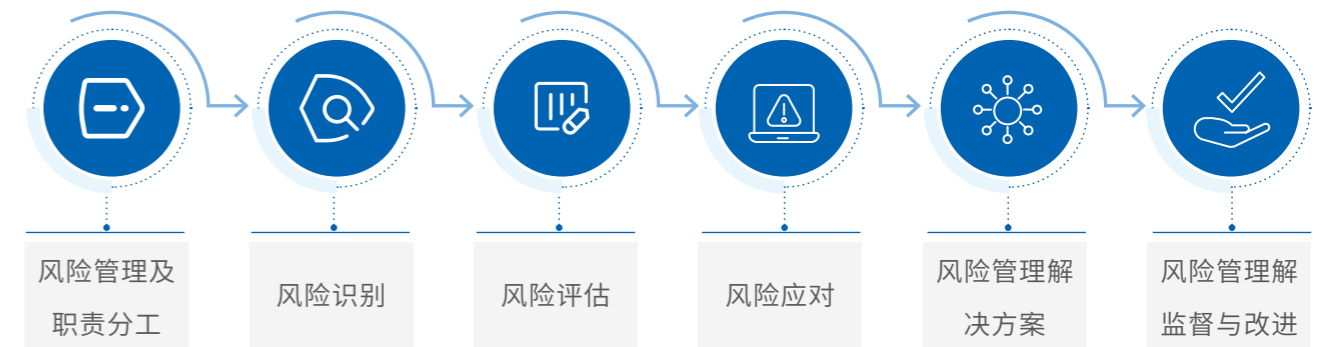 风险管理及
职责分工
风险识别
风险评估
风险应对
风险管理解
决方案
风险管理解
监督与改进